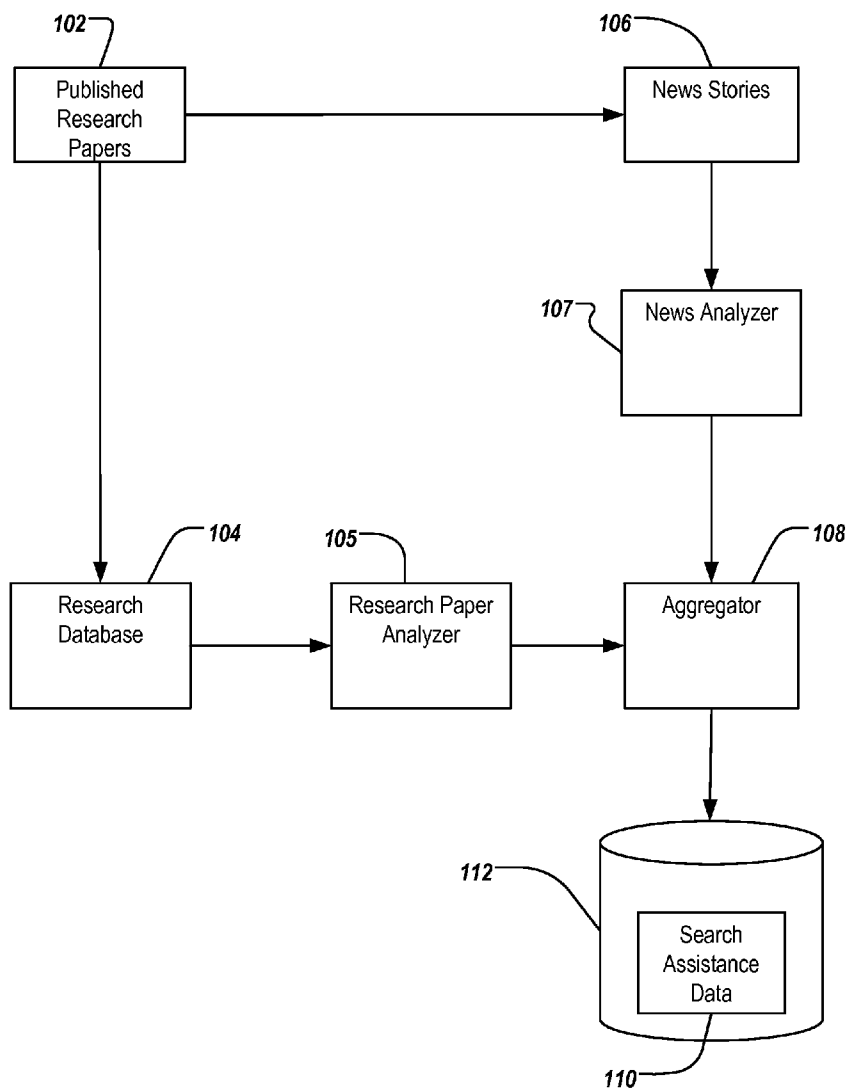 102
106
Published
Research
Papers
News Stories
107
News Analyzer
104
105
108
Research
Database
Research Paper
Analyzer
Aggregator
112
Search
Assistance
Data
110